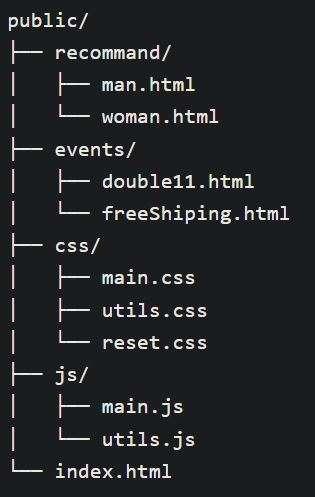 public/
├── recommand/
│   ├── man.html
│   └── woman.html
├── events/
│   ├── double11.html
│   └── freeShiping.html
├── css/
│   ├── main.css
│   ├── utils.css
│   └── reset.css
├── js/
│   ├── main.js
│   └── utils.js
└── index.html